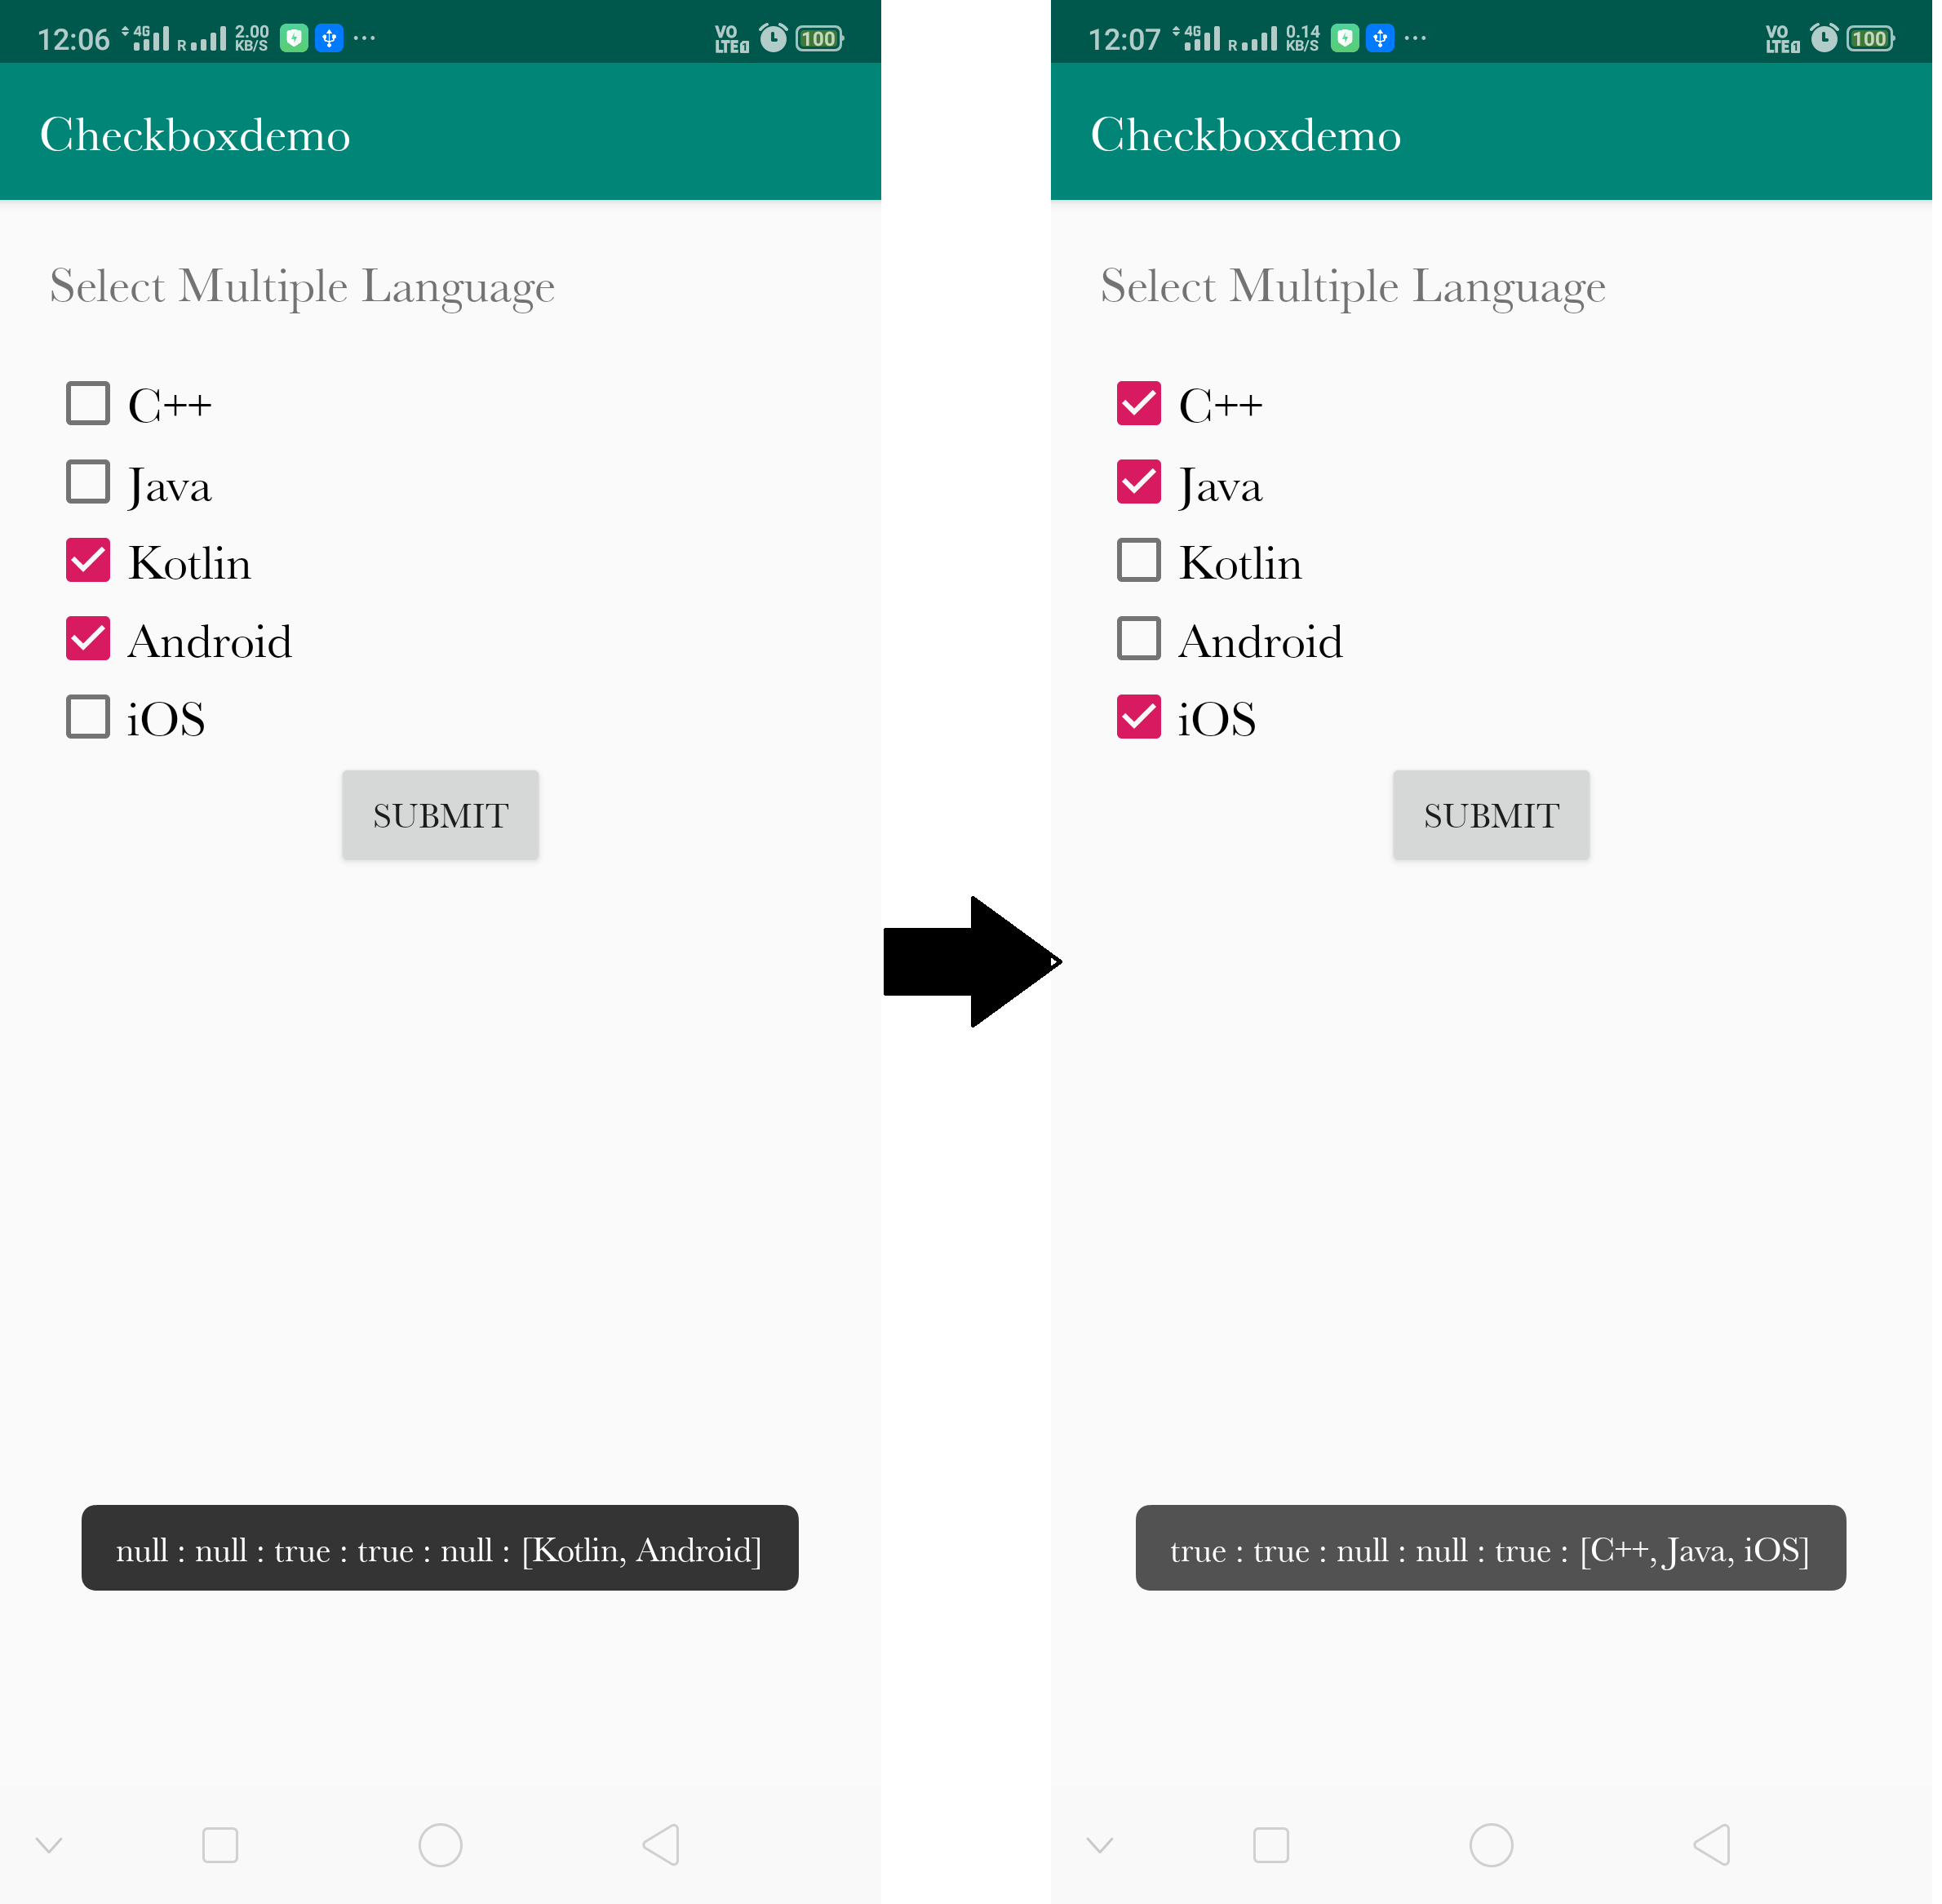 12:06 4G R 2.00 KB/S ... VO LTE1 100
Checkboxdemo
Select Multiple Language
C++
Java
Kotlin
Android
iOS
SUBMIT
null : null : true : true : null : [Kotlin, Android]
12:07 4G R 0.14 KB/S ... VO LTE1 100
Checkboxdemo
Select Multiple Language
C++
Java
Kotlin
Android
iOS
SUBMIT
true : true : null : null : true : [C++, Java, iOS]